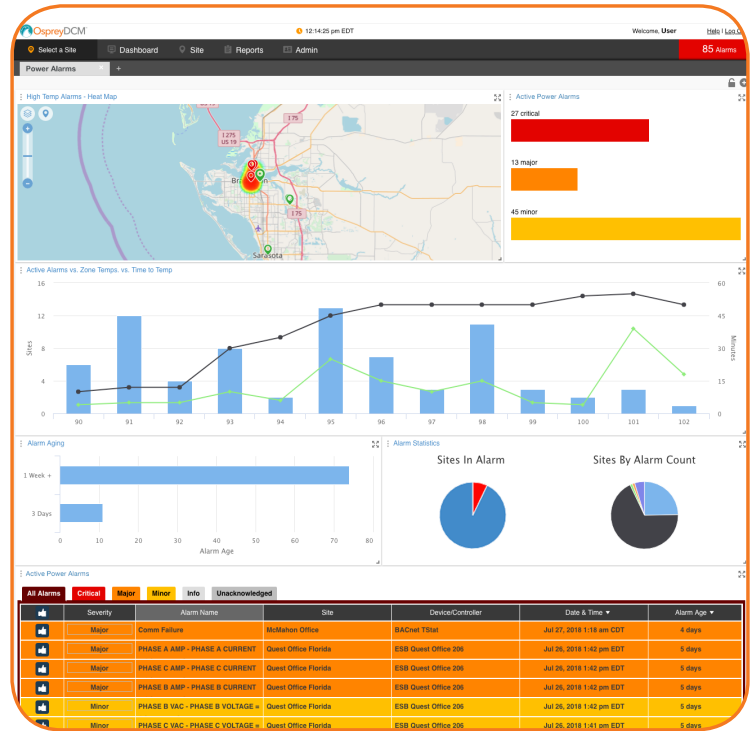 OspreyDCM
12:14:25 pm EDT
Welcome, User
Help | Log
Select a Site
Dashboard
Site
Reports
Admin
85 Alarms
Power Alarms
+
High Temp Alarms - Heat Map
I 75
I 275
US 19
I 75
Sarasota
Active Power Alarms
27 critical
13 major
45 minor
Active Alarms vs. Zone Temps. vs. Time to Temp
16
12
8
4
0
Sites
60
45
30
15
0
Minutes
90 91 92 93 94 95 96 97 98 99 100 101 102
Alarm Aging
1 Week +
3 Days
0 10 20 30 40 50 60 70 80
Alarm Age
Alarm Statistics
Sites In Alarm
Sites By Alarm Count
Active Power Alarms
All Alarms Critical Major Minor Info Unacknowledged
Severity Alarm Name Site Device/Controller Date & Time ▼ Alarm Age ▼
Major Comm Failure McMahon Office BACnet TStat Jul 27, 2018 1:18 am CDT 4 days
Major PHASE A AMP - PHASE A CURRENT Quest Office Florida ESB Quest Office 206 Jul 26, 2018 1:42 pm EDT 5 days
Major PHASE C AMP - PHASE C CURRENT Quest Office Florida ESB Quest Office 206 Jul 26, 2018 1:42 pm EDT 5 days
Major PHASE B AMP - PHASE B CURRENT Quest Office Florida ESB Quest Office 206 Jul 26, 2018 1:42 pm EDT 5 days
Minor PHASE B VAC - PHASE B VOLTAGE = Quest Office Florida ESB Quest Office 206 Jul 26, 2018 1:42 pm EDT 5 days
Minor PHASE C VAC - PHASE C VOLTAGE = Quest Office Florida ESB Quest Office 206 Jul 26, 2018 1:41 pm EDT 5 days